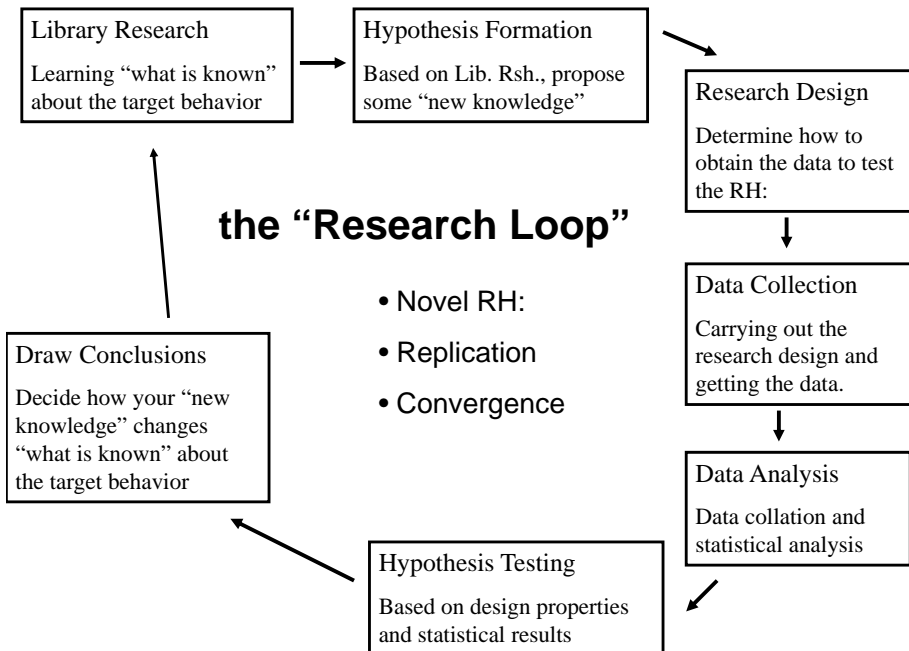 Library Research
Learning “what is known”
about the target behavior
Hypothesis Formation
Based on Lib. Rsh., propose
some “new knowledge”
Research Design
Determine how to
obtain the data to test
the RH:
the “Research Loop”
• Novel RH:
• Replication
• Convergence
Data Collection
Carrying out the
research design and
getting the data.
Data Analysis
Data collation and
statistical analysis
Hypothesis Testing
Based on design properties
and statistical results
Draw Conclusions
Decide how your “new
knowledge” changes
“what is known” about
the target behavior